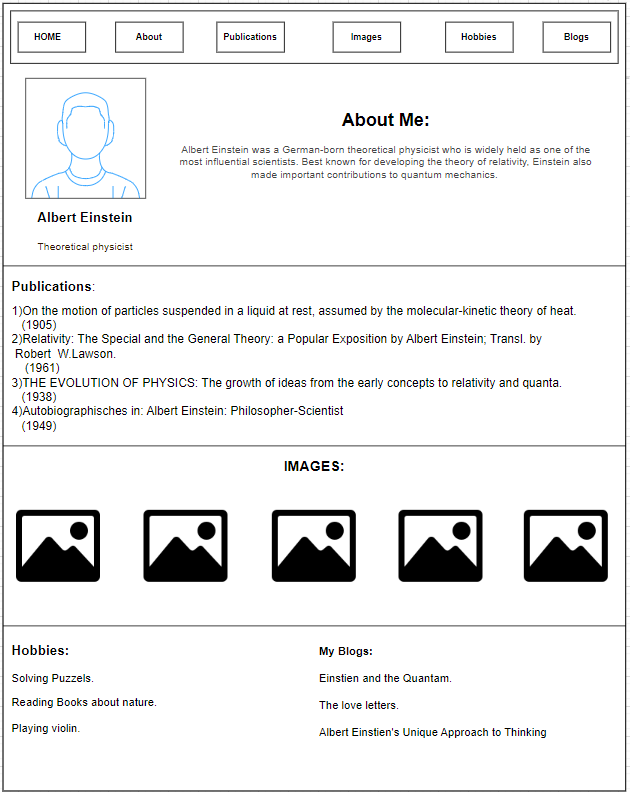 HOME About Publications Images Hobbies Blogs
About Me:
Albert Einstein was a German-born theoretical physicist who is widely held as one of the
most influential scientists. Best known for developing the theory of relativity, Einstein also
made important contributions to quantum mechanics.
Albert Einstein
Theoretical physicist
Publications:
1)On the motion of particles suspended in a liquid at rest, assumed by the molecular-kinetic theory of heat.
(1905)
2)Relativity: The Special and the General Theory: a Popular Exposition by Albert Einstein; Transl. by
Robert W.Lawson.
(1961)
3)THE EVOLUTION OF PHYSICS: The growth of ideas from the early concepts to relativity and quanta.
(1938)
4)Autobiographisches in: Albert Einstein: Philosopher-Scientist
(1949)
IMAGES:
Hobbies:
Solving Puzzels.
Reading Books about nature.
Playing violin.
My Blogs:
Einstien and the Quantam.
The love letters.
Albert Einstien's Unique Approach to Thinking